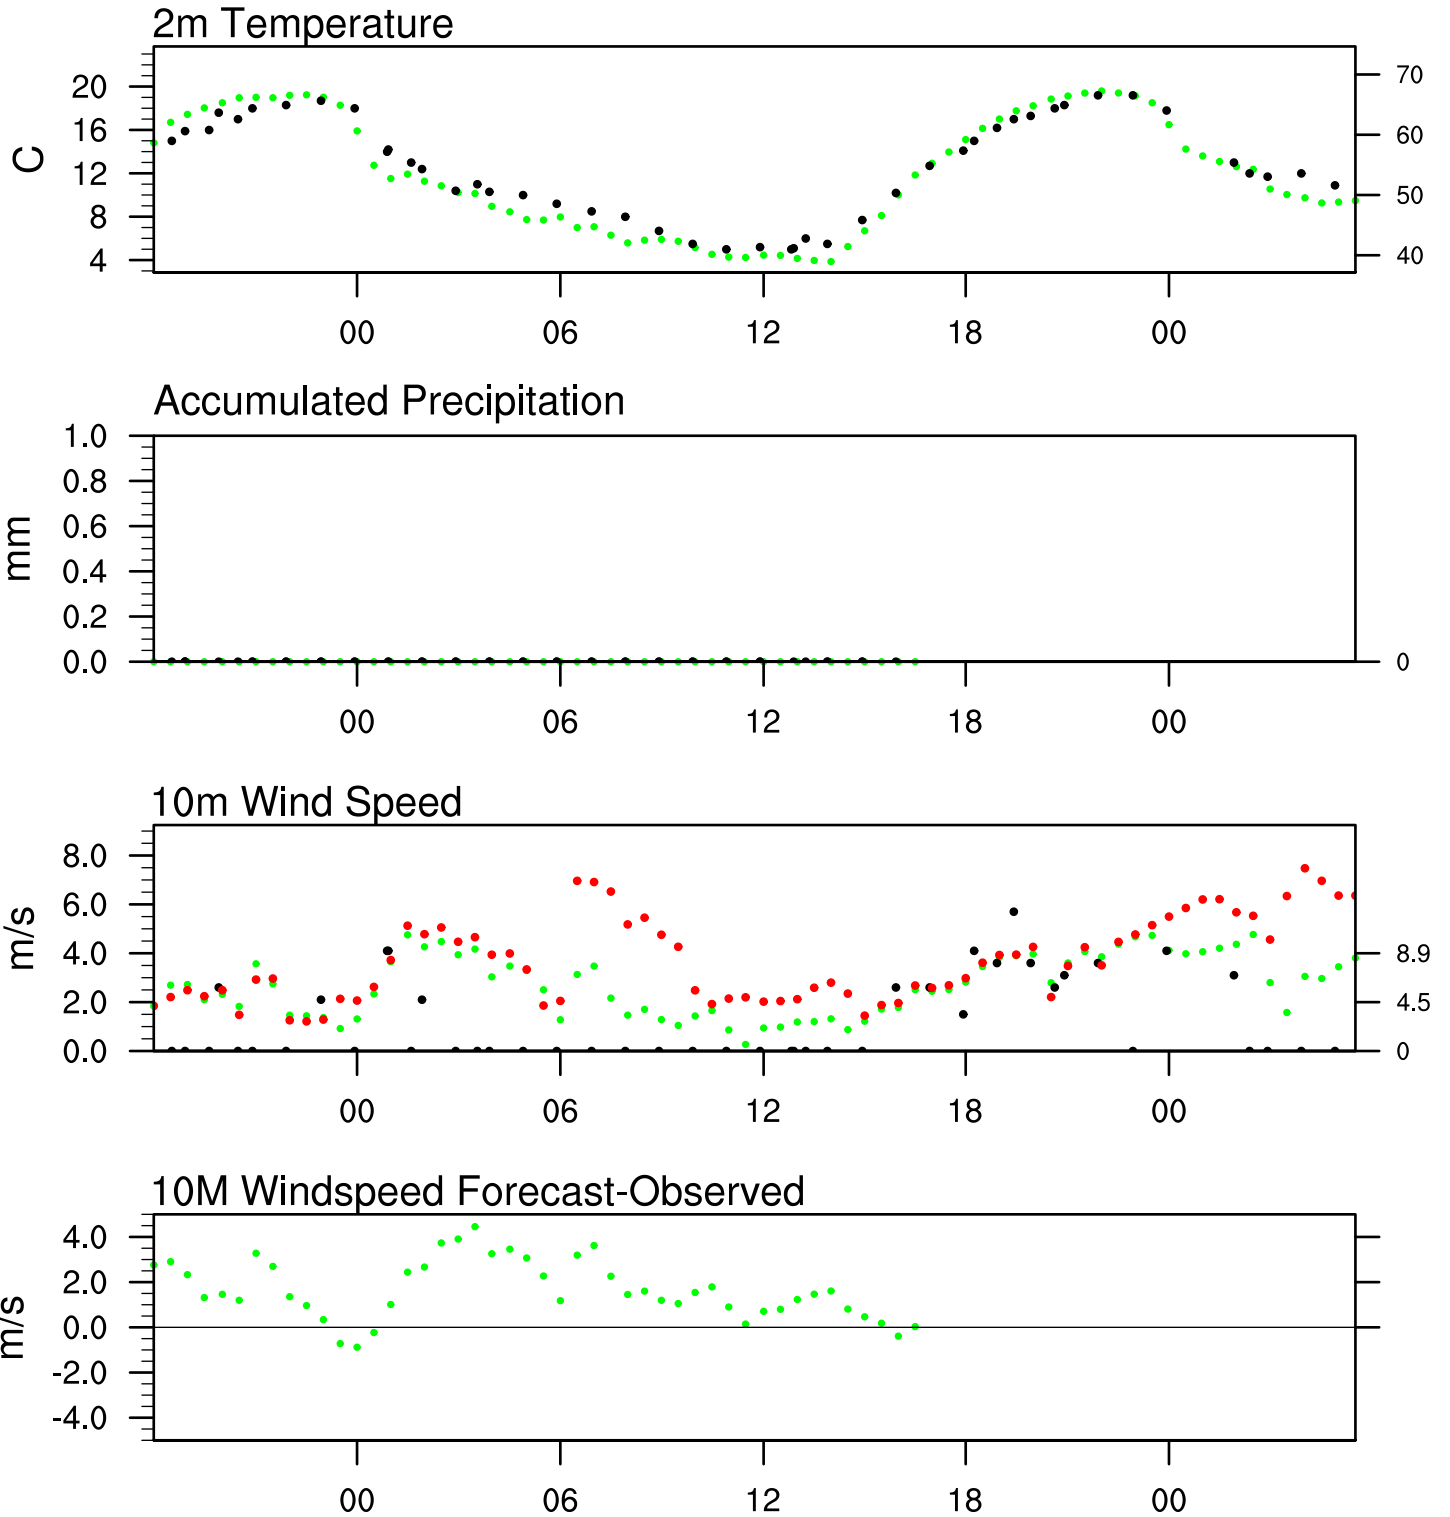 2m Temperature
20
16
12
8
4
C
70
60
50
40
00 06 12 18 00
Accumulated Precipitation
1.0
0.8
0.6
0.4
0.2
0.0
mm
0
00 06 12 18 00
10m Wind Speed
8.0
6.0
4.0
2.0
0.0
m/s
8.9
4.5
0
00 06 12 18 00
10M Windspeed Forecast-Observed
4.0
2.0
0.0
-2.0
-4.0
m/s
00 06 12 18 00